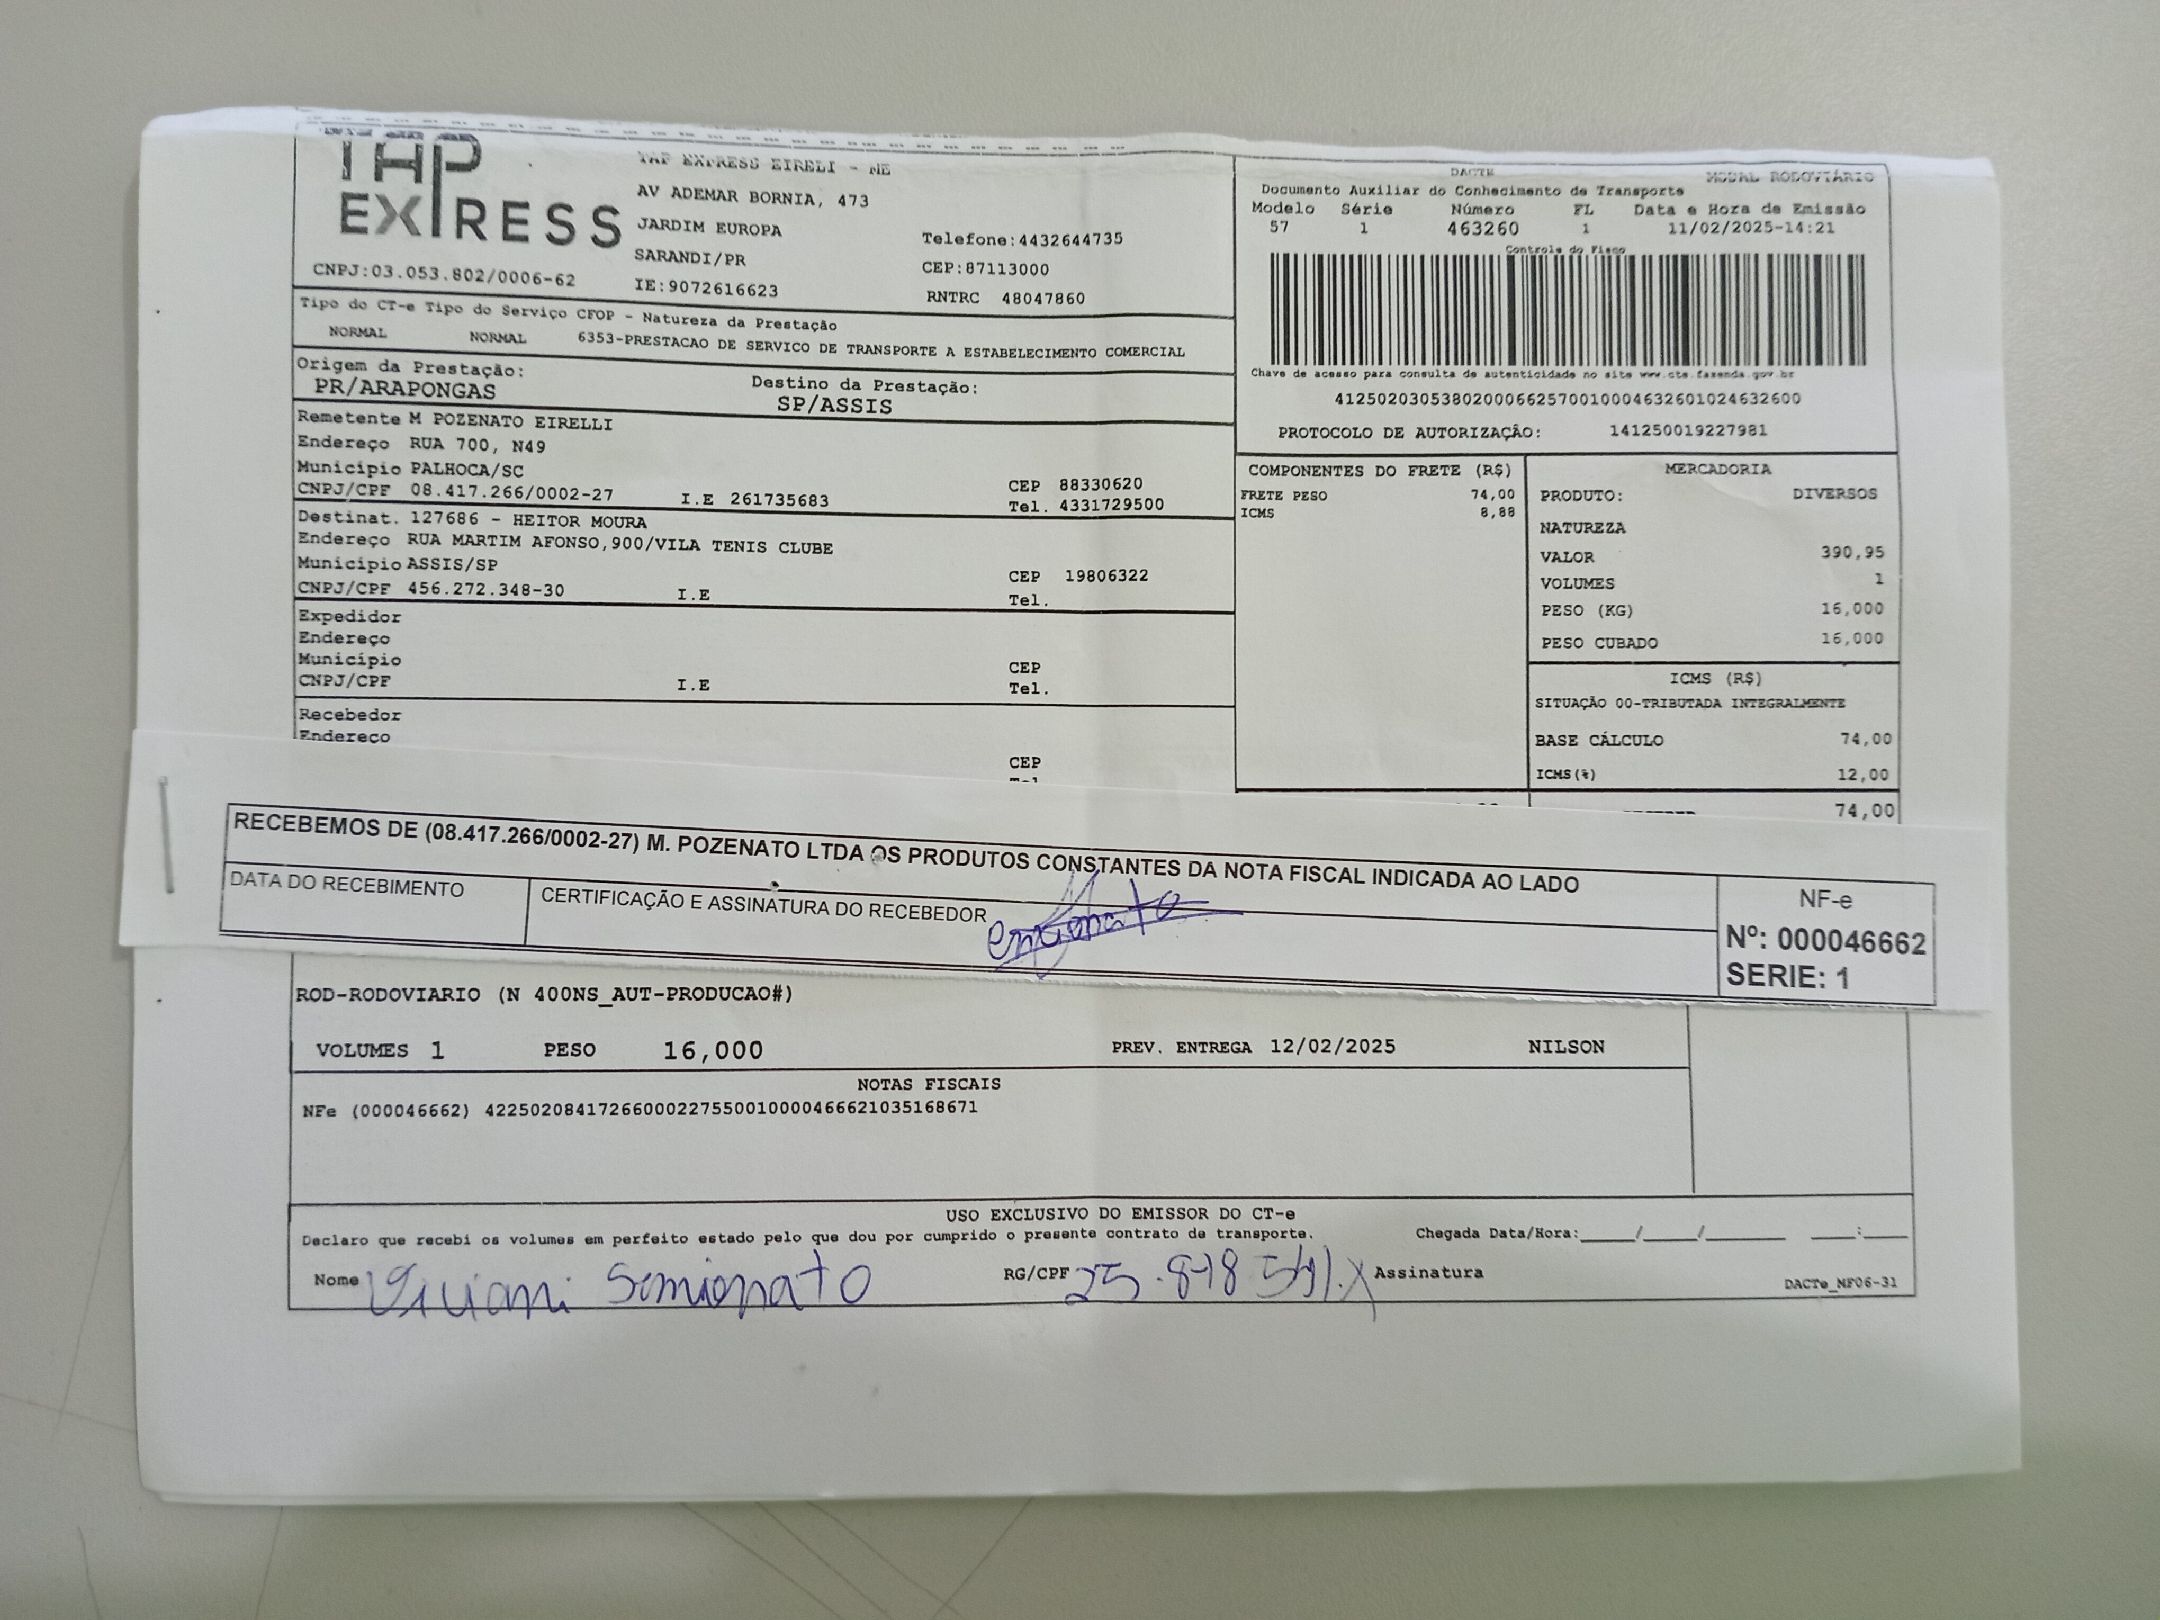 TAP EXPRESS
TAP EXPRESS EIRELI - ME
AV ADEMAR BORNIA, 473
JARDIM EUROPA
Telefone:4432644735
SARANDI/PR
CEP:87113000
CNPJ:03.053.802/0006-62
IE:9072616623
RNTRC 48047860
DACTE
MODAL RODOVIÁRIO
Documento Auxiliar do Conhecimento de Transporte
Modelo Série Número FL Data e Hora de Emissão
57 1 463260 1 11/02/2025-14:21
Controle do Fisco
Chave de acesso para consulta de autenticidade no site www.cte.fazenda.gov.br
41250203053802000662570010004632601024632600
PROTOCOLO DE AUTORIZAÇÃO: 141250019227981
Tipo do CT-e Tipo do Serviço CFOP - Natureza da Prestação
NORMAL NORMAL 6353-PRESTACAO DE SERVICO DE TRANSPORTE A ESTABELECIMENTO COMERCIAL
Origem da Prestação: Destino da Prestação:
PR/ARAPONGAS SP/ASSIS
Remetente M POZENATO EIRELLI
Endereço RUA 700, N49
Município PALHOCA/SC CEP 88330620
CNPJ/CPF 08.417.266/0002-27 I.E 261735683 Tel. 4331729500
Destinat. 127686 - HEITOR MOURA
Endereço RUA MARTIM AFONSO,900/VILA TENIS CLUBE
Município ASSIS/SP CEP 19806322
CNPJ/CPF 456.272.348-30 I.E Tel.
Expedidor
Endereço
Município CEP
CNPJ/CPF I.E Tel.
Recebedor
Endereço
CEP
COMPONENTES DO FRETE (R$)
FRETE PESO 74,00
ICMS 8,88
MERCADORIA
PRODUTO: DIVERSOS
NATUREZA
VALOR 390,95
VOLUMES 1
PESO (KG) 16,000
PESO CUBADO 16,000
ICMS (R$)
SITUAÇÃO 00-TRIBUTADA INTEGRALMENTE
BASE CÁLCULO 74,00
ICMS(%) 12,00
74,00
RECEBEMOS DE (08.417.266/0002-27) M. POZENATO LTDA OS PRODUTOS CONSTANTES DA NOTA FISCAL INDICADA AO LADO
DATA DO RECEBIMENTO
CERTIFICAÇÃO E ASSINATURA DO RECEBEDOR
NF-e
Nº: 000046662
SERIE: 1
ROD-RODOVIARIO (N 400NS_AUT-PRODUCAO#)
VOLUMES 1 PESO 16,000 PREV. ENTREGA 12/02/2025 NILSON
NOTAS FISCAIS
NFe (000046662) 42250208417266000227550010000466621035168671
USO EXCLUSIVO DO EMISSOR DO CT-e
Declaro que recebi os volumes em perfeito estado pelo que dou por cumprido o presente contrato de transporte. Chegada Data/Hora:____/____/______ ____:____
Nome Viviani Semionato RG/CPF Assinatura
DACTe_NF06-31